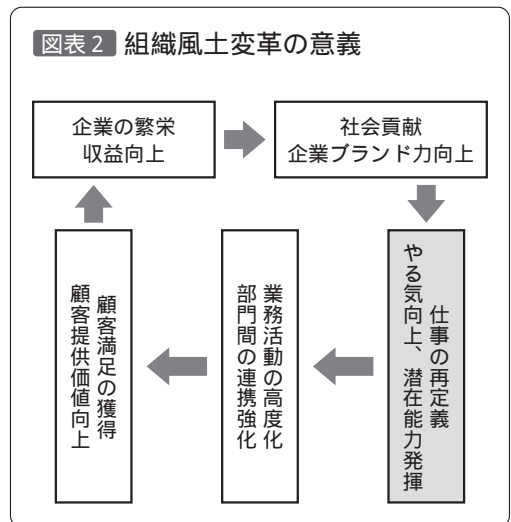 図表2 組織風土変革の意義
企業の繁栄
収益向上
社会貢献
企業ブランド力向上
仕事の再定義
やる気向上、潜在能力発揮
業務活動の高度化
部門間の連携強化
顧客満足の獲得
顧客提供価値向上